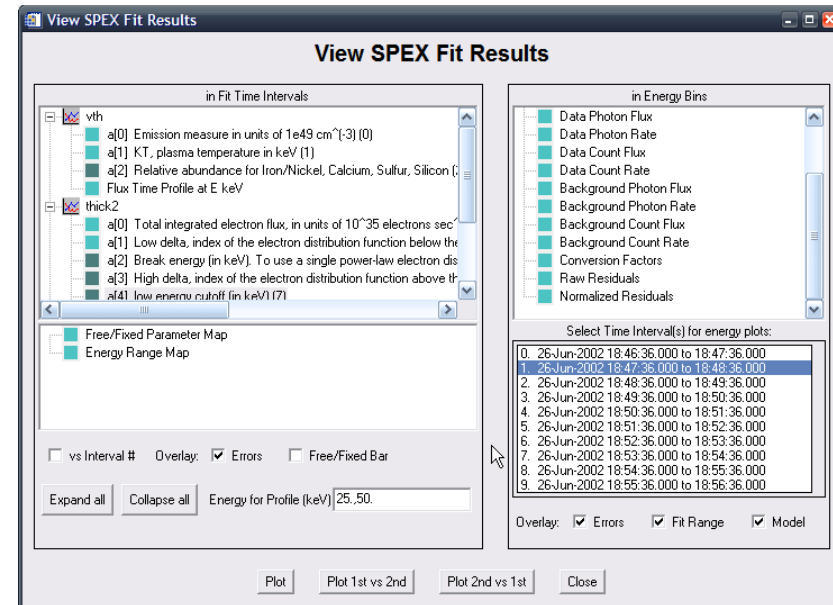 View SPEX Fit Results
View SPEX Fit Results
in Fit Time Intervals
vth
a[0] Emission measure in units of 1e49 cm^(-3) (0)
a[1] KT, plasma temperature in keV (1)
a[2] Relative abundance for Iron/Nickel, Calcium, Sulfur, Silicon (
Flux Time Profile at E keV
thick2
a[0] Total integrated electron flux, in units of 10^35 electrons sec^
a[1] Low delta, index of the electron distribution function below the
a[2] Break energy (in keV). To use a single power-law electron dis
a[3] High delta, index of the electron distribution function above th
a[4] low energy cutoff (in keV) (7)
Free/Fixed Parameter Map
Energy Range Map
vs Interval # Overlay: Errors Free/Fixed Bar
Expand all Collapse all Energy for Profile (keV) 25.,50.
in Energy Bins
Data Photon Flux
Data Photon Rate
Data Count Flux
Data Count Rate
Background Photon Flux
Background Photon Rate
Background Count Flux
Background Count Rate
Conversion Factors
Raw Residuals
Normalized Residuals
Select Time Interval(s) for energy plots:
0. 26-Jun-2002 18:46:36.000 to 18:47:36.000
1. 26-Jun-2002 18:47:36.000 to 18:48:36.000
2. 26-Jun-2002 18:48:36.000 to 18:49:36.000
3. 26-Jun-2002 18:49:36.000 to 18:50:36.000
4. 26-Jun-2002 18:50:36.000 to 18:51:36.000
5. 26-Jun-2002 18:51:36.000 to 18:52:36.000
6. 26-Jun-2002 18:52:36.000 to 18:53:36.000
7. 26-Jun-2002 18:53:36.000 to 18:54:36.000
8. 26-Jun-2002 18:54:36.000 to 18:55:36.000
9. 26-Jun-2002 18:55:36.000 to 18:56:36.000
Overlay: Errors Fit Range Model
Plot Plot 1st vs 2nd Plot 2nd vs 1st Close